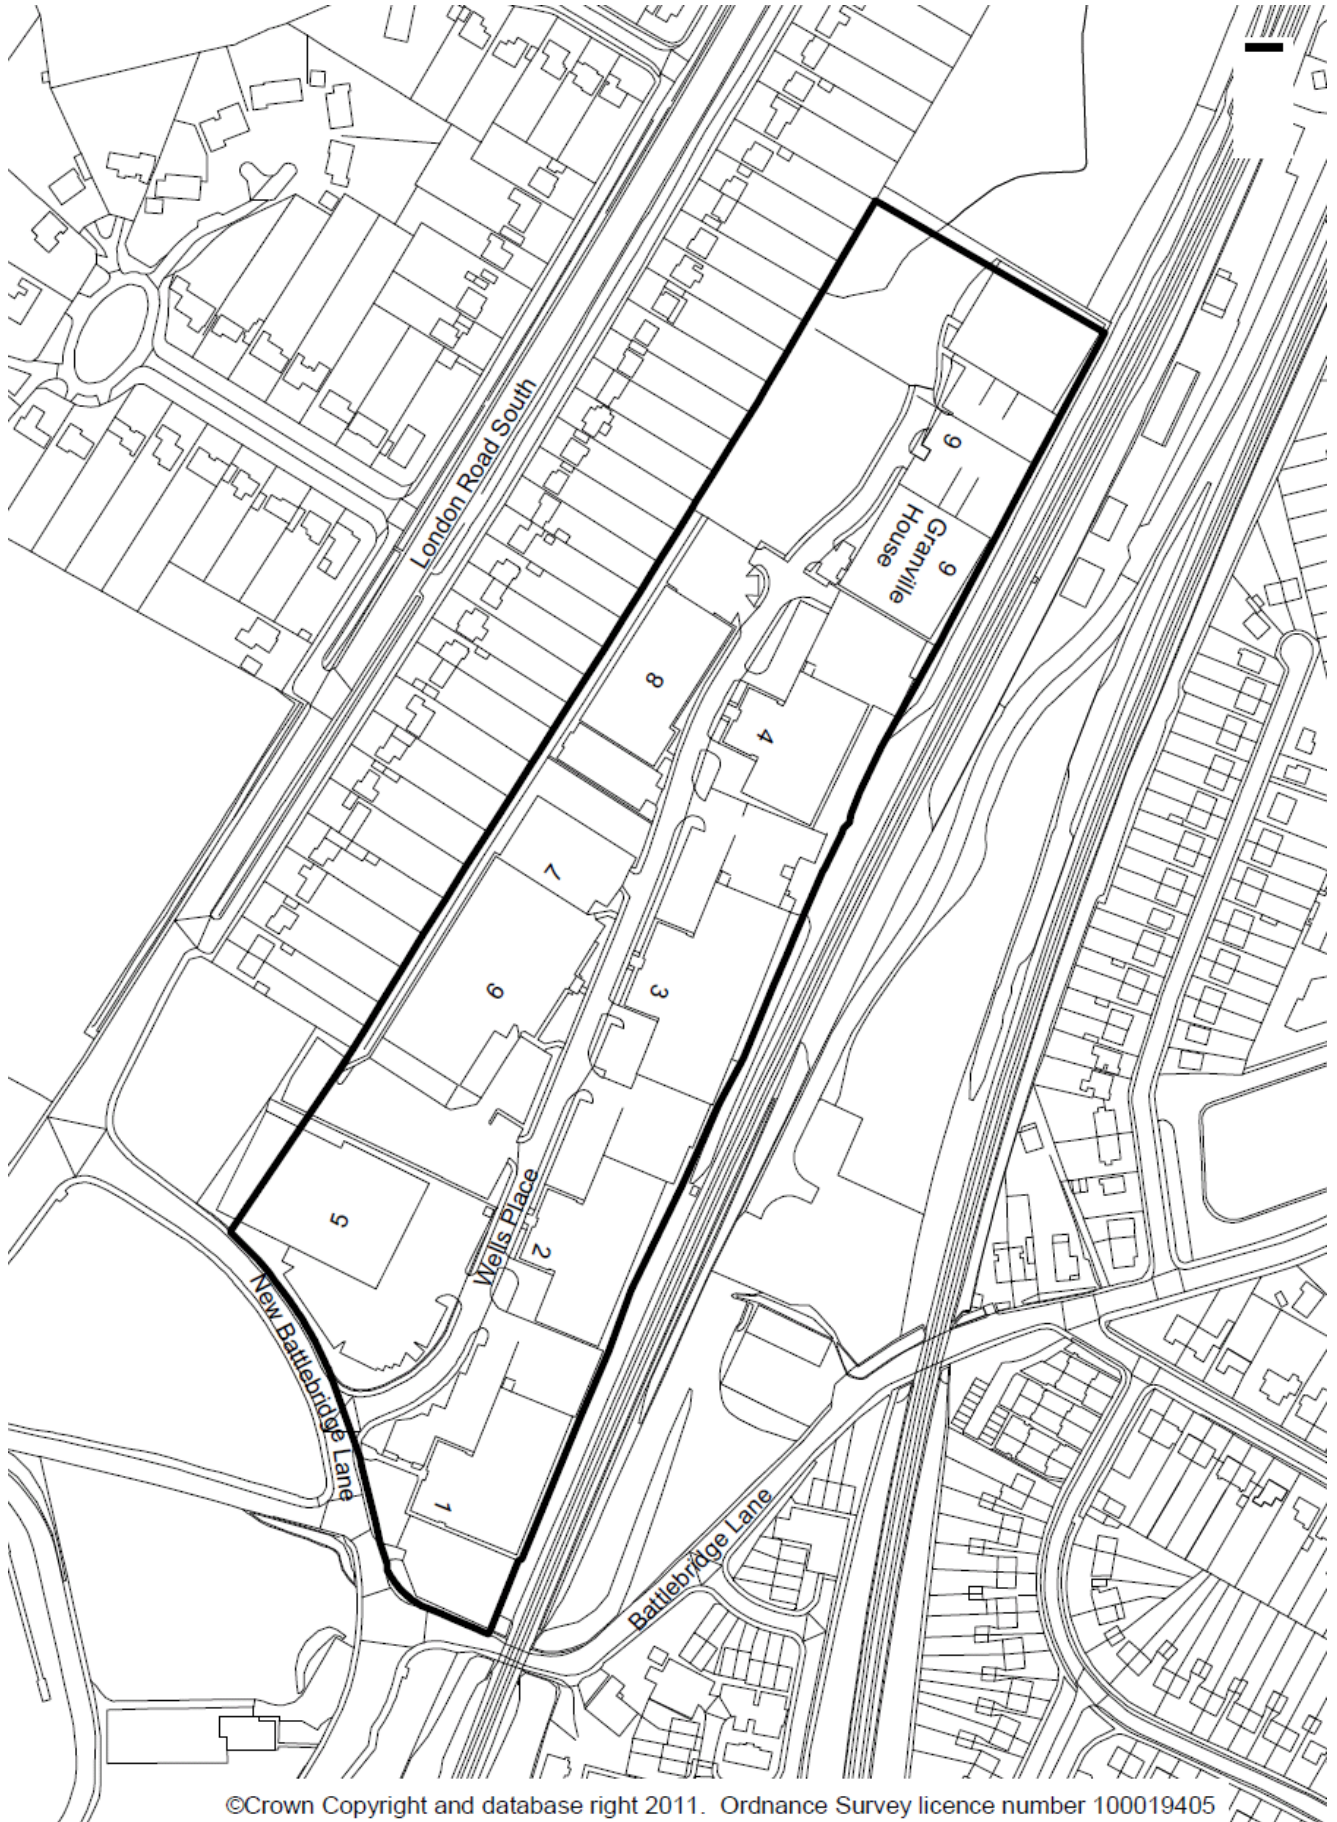 London Road South
9
Granville
House
9
8
4
7
6
3
Wells Place
5
2
New Battlebridge Lane
1
Battlebridge Lane
©Crown Copyright and database right 2011. Ordnance Survey licence number 100019405